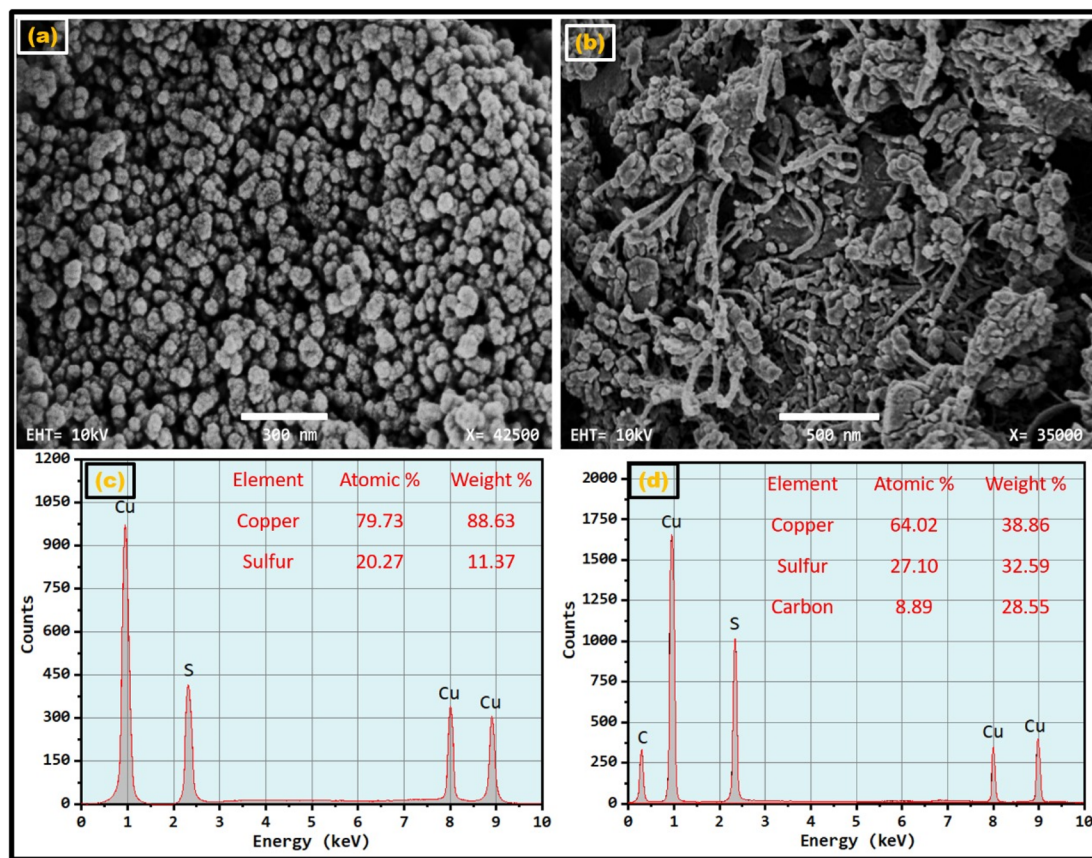 (a)
EHT= 10kV
300 nm
X= 42500
(b)
EHT= 10kV
500 nm
X= 35000
(c)
Counts
1200
1050
900
750
600
450
300
150
0
Cu
S
Cu
Cu
Element Atomic % Weight %
Copper 79.73 88.63
Sulfur 20.27 11.37
0 1 2 3 4 5 6 7 8 9 10
Energy (keV)
(d)
Counts
2000
1750
1500
1250
1000
750
500
250
0
C
Cu
S
Cu
Cu
Element Atomic % Weight %
Copper 64.02 38.86
Sulfur 27.10 32.59
Carbon 8.89 28.55
0 1 2 3 4 5 6 7 8 9 10
Energy (keV)